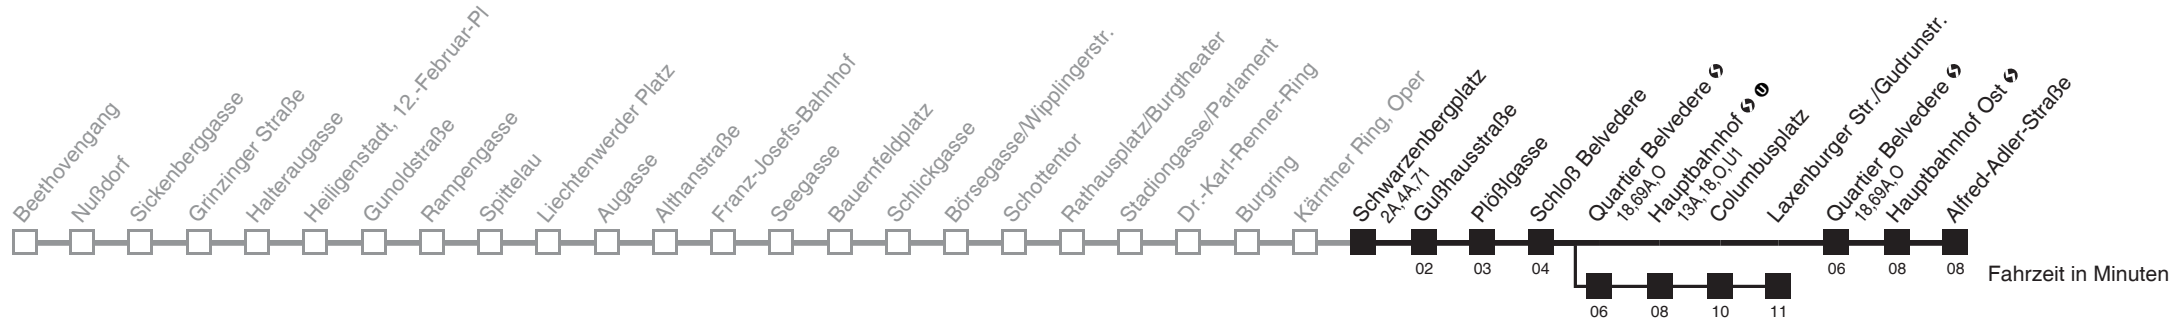 Beethovengang
Nußdorf
Sickenberggasse
Grinzinger Straße
Halteraugasse
Heiligenstadt, 12.-Februar-Pl
Gunoldstraße
Rampengasse
Spittelau
Liechtenwerder Platz
Augasse
Althanstraße
Franz-Josefs-Bahnhof
Seegasse
Bauernfeldplatz
Schlickgasse
Börsegasse/Wipplingerstr.
Schottentor
Rathausplatz/Burgtheater
Stadiongasse/Parlament
Dr.-Karl-Renner-Ring
Burgring
Kärntner Ring, Oper
Schwarzenbergplatz
2A,4A,71
Gußhausstraße
Plößlgasse
Schloß Belvedere
Quartier Belvedere S
18,69A,O
Hauptbahnhof S U
13A,18,O,U1
Columbusplatz
Laxenburger Str./Gudrunstr.
Quartier Belvedere S
18,69A,O
Hauptbahnhof Ost S
Alfred-Adler-Straße
02 03 04 06 08 08
Fahrzeit in Minuten
06 08 10 11